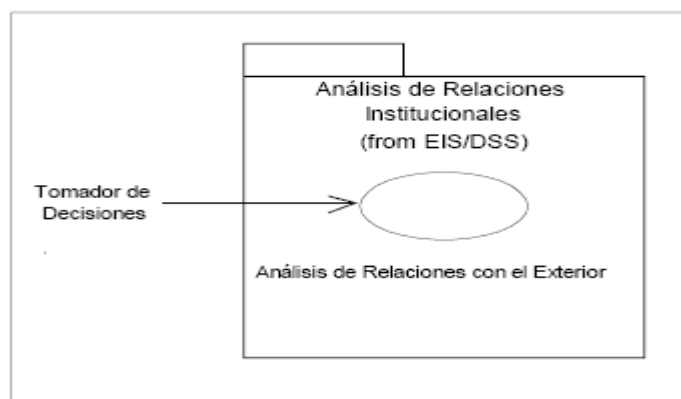 Análisis de Relaciones
Institucionales
(from EIS/DSS)
Tomador de
Decisiones
Análisis de Relaciones con el Exterior